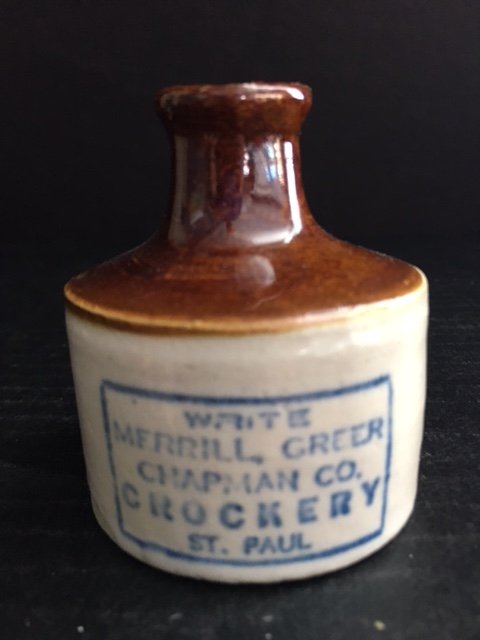 WRITE
MERRILL, GREER
CHAPMAN CO.
CROCKERY
ST. PAUL